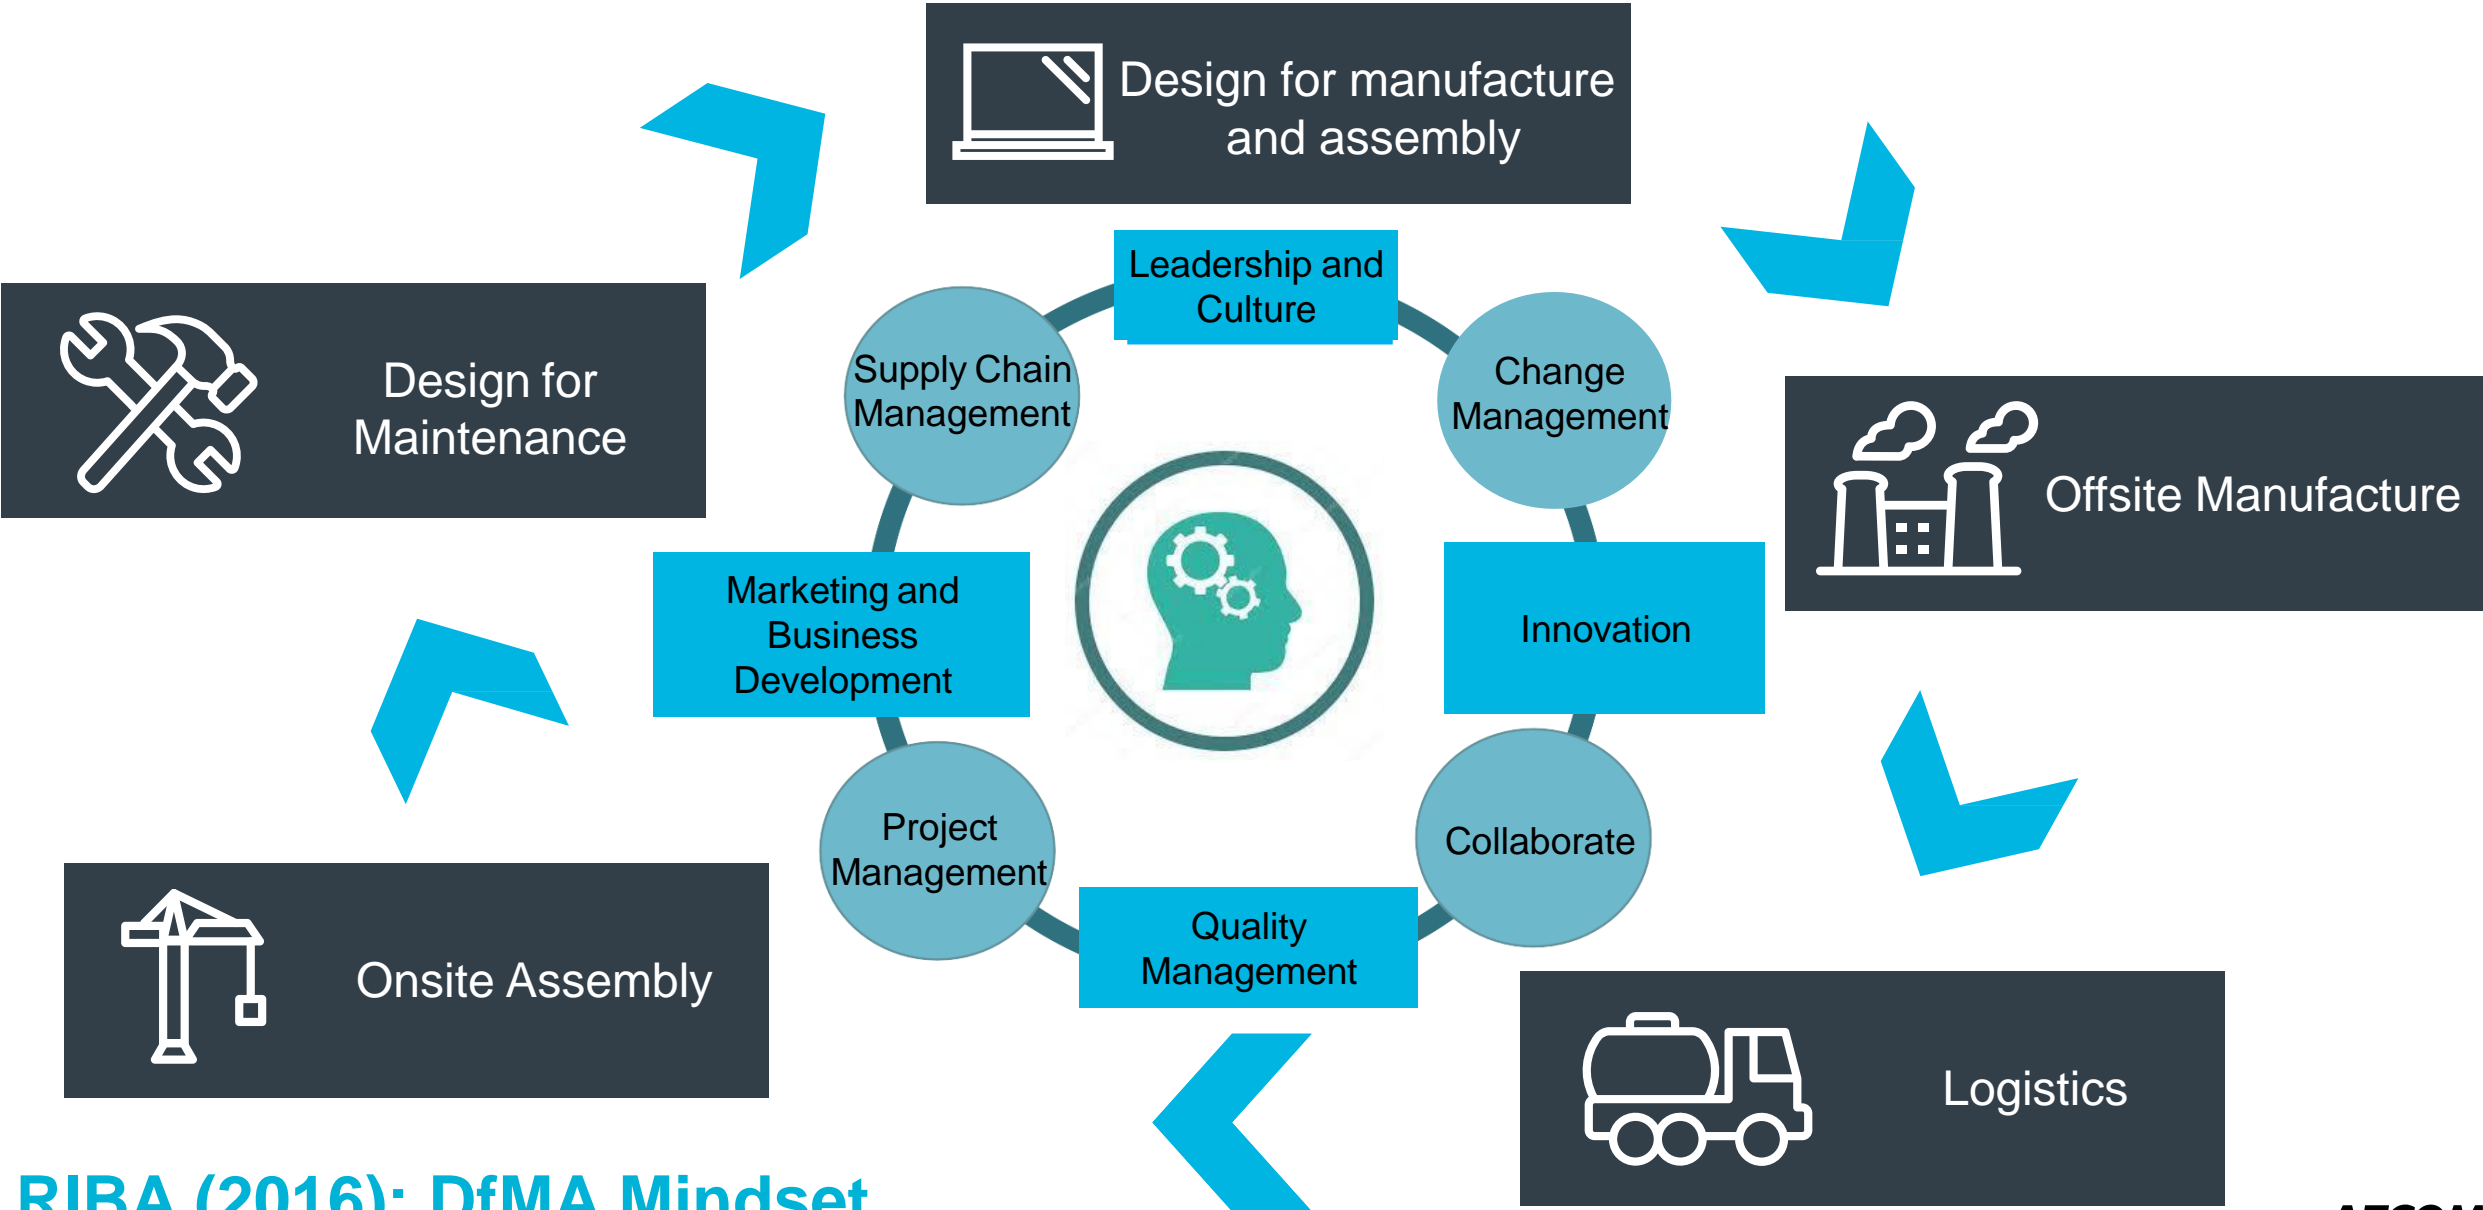 Design for manufacture
and assembly
Leadership and
Culture
Supply Chain
Management
Change
Management
Design for
Maintenance
Offsite Manufacture
Marketing and
Business
Development
Innovation
Project
Management
Collaborate
Quality
Management
Onsite Assembly
Logistics
RIBA (2016): DfMA Mindset
AECOM